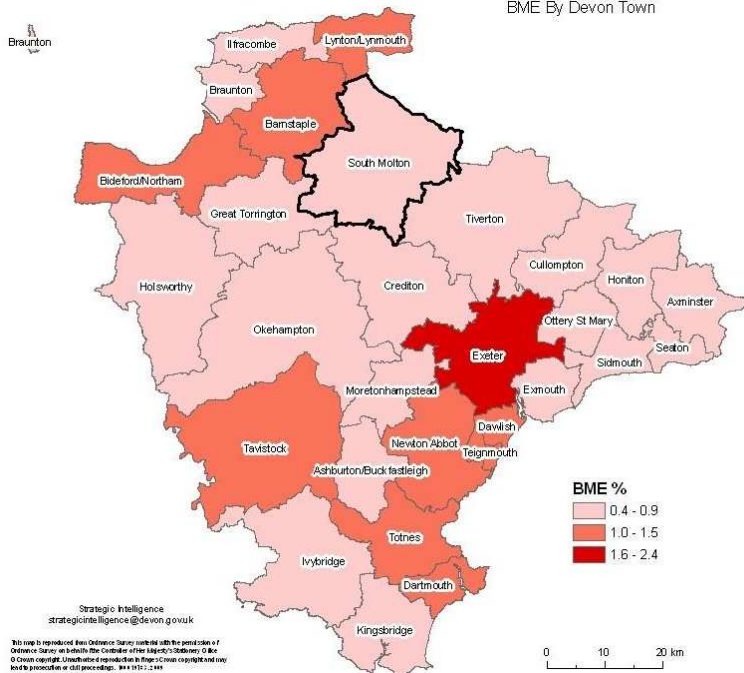 BME By Devon Town
Braunton
Ilfracombe
Lynton/Lynmouth
Braunton
Barnstaple
South Molton
Bideford/Northam
Great Torrington
Tiverton
Cullompton
Holsworthy
Crediton
Honiton
Axminster
Okehampton
Ottery St Mary
Exeter
Seaton
Sidmouth
Moretonhampstead
Exmouth
Dawlish
Tavistock
Newton Abbot
Teignmouth
Ashburton/Buckfastleigh
BME %
0.4 - 0.9
1.0 - 1.5
1.6 - 2.4
Totnes
Ivybridge
Dartmouth
Kingsbridge
Strategic Intelligence
strategicintelligence@devon.gov.uk
This map is reproduced from Ordnance Survey material with the permission of
Ordnance Survey on behalf of the Controller of Her Majesty's Stationery Office
© Crown copyright. Unauthorised reproduction infringes Crown copyright and may
lead to prosecution or civil proceedings.
0 10 20 km